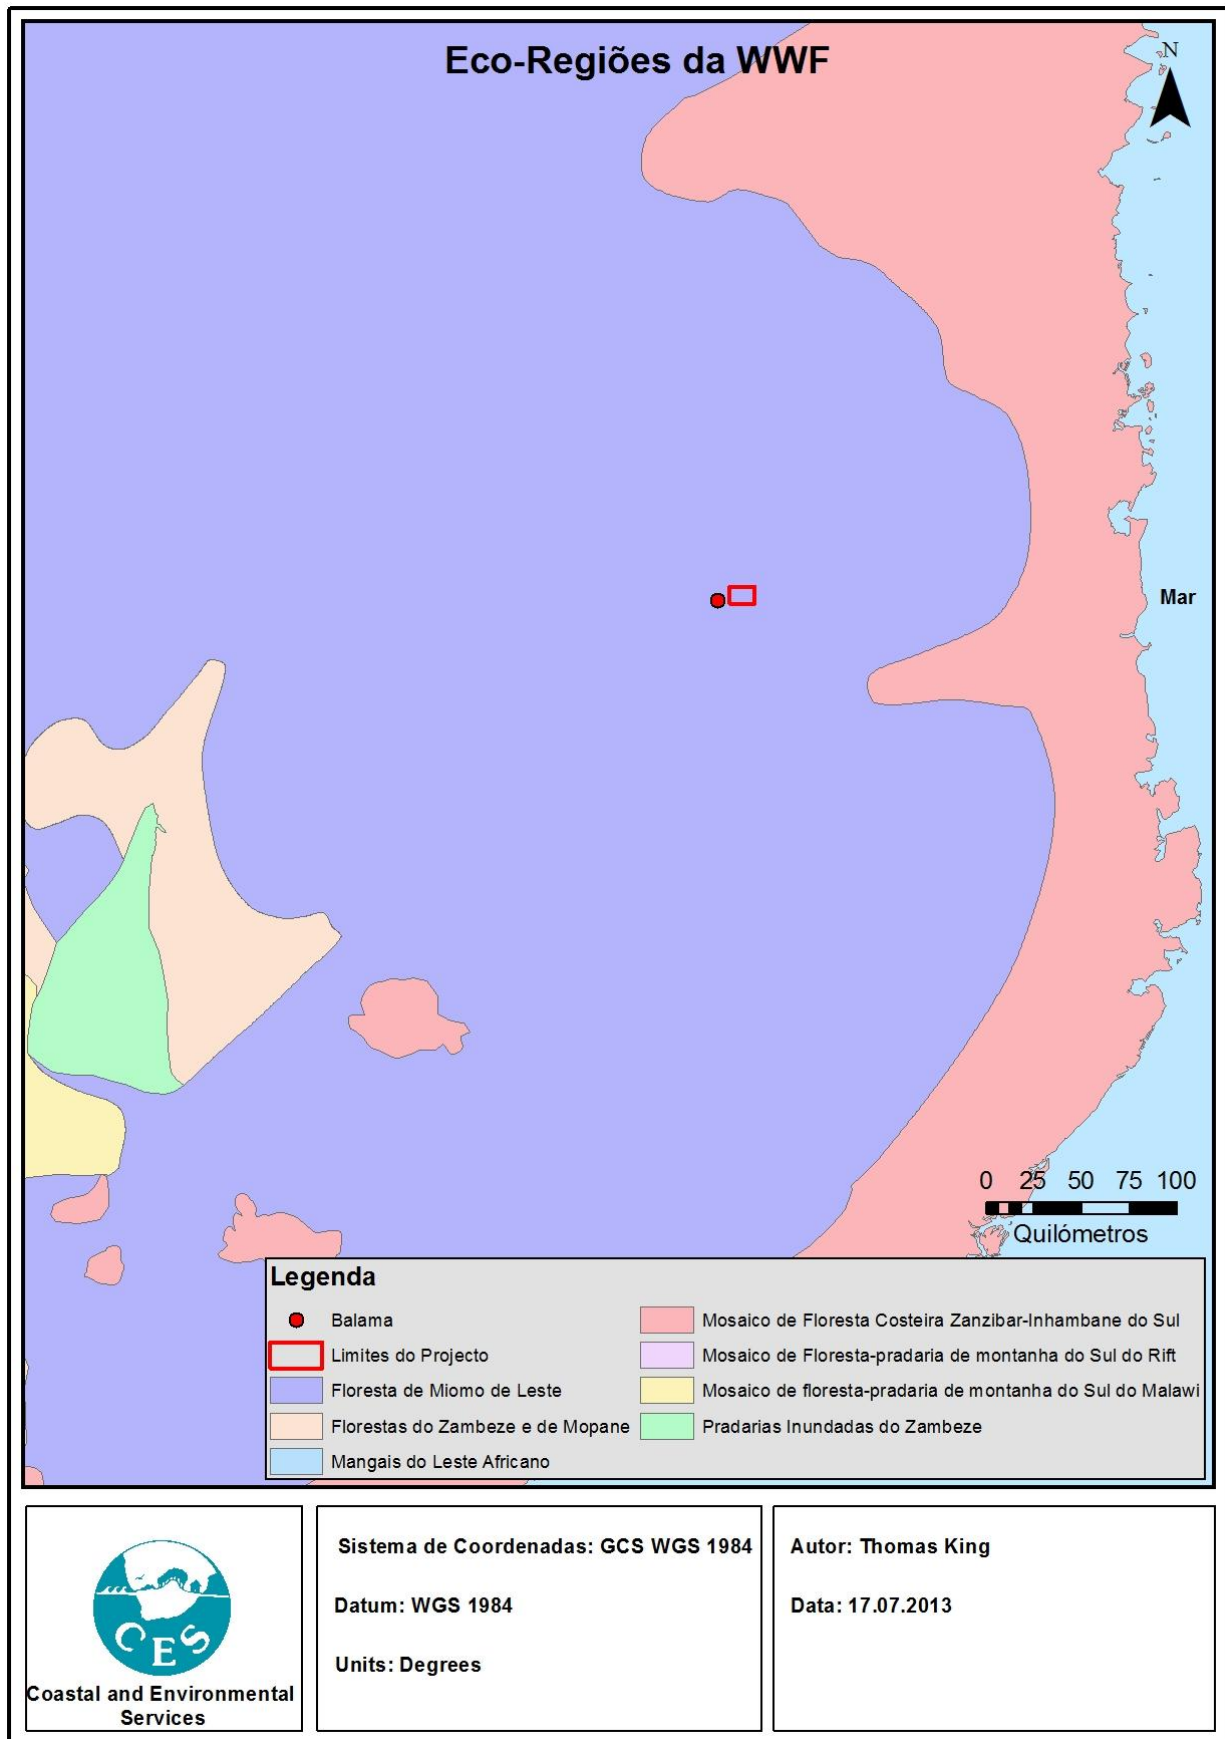 Eco-Regiões da WWF
N
Mar
0 25 50 75 100
Quilómetros
Legenda
Balama
Limites do Projecto
Floresta de Miomo de Leste
Florestas do Zambeze e de Mopane
Mangais do Leste Africano
Mosaico de Floresta Costeira Zanzibar-Inhambane do Sul
Mosaico de Floresta-pradaria de montanha do Sul do Rift
Mosaico de floresta-pradaria de montanha do Sul do Malawi
Pradarias Inundadas do Zambeze
CES
Coastal and Environmental
Services
Sistema de Coordenadas: GCS WGS 1984
Datum: WGS 1984
Units: Degrees
Autor: Thomas King
Data: 17.07.2013